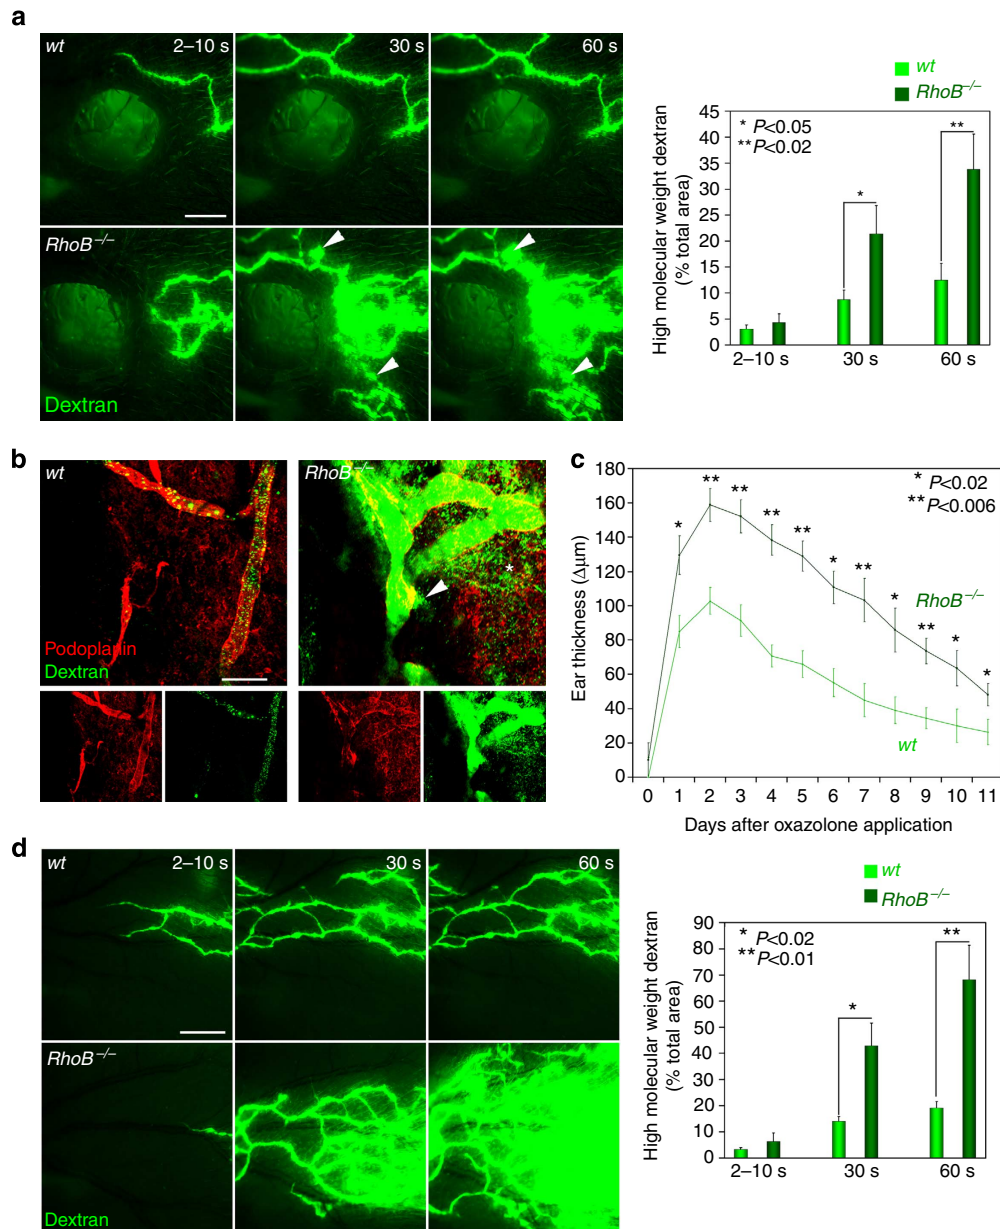 a
wt 2–10 s 30 s 60 s
RhoB–/–
Dextran
wt
RhoB–/–
* P<0.05
** P<0.02
High molecular weight dextran
(% total area)
45
40
35
30
25
20
15
10
5
0
*
**
2–10 s 30 s 60 s
b
wt
Podoplanin
Dextran
RhoB–/–
*
c
Ear thickness (Δμm)
180
160
140
120
100
80
60
40
20
0
* P<0.02
** P<0.006
* ** ** ** ** * ** * ** * *
RhoB–/–
wt
0 1 2 3 4 5 6 7 8 9 10 11
Days after oxazolone application
d
wt 2–10 s 30 s 60 s
RhoB–/–
Dextran
wt
RhoB–/–
* P<0.02
** P<0.01
High molecular weight dextran
(% total area)
90
80
70
60
50
40
30
20
10
0
*
**
2–10 s 30 s 60 s